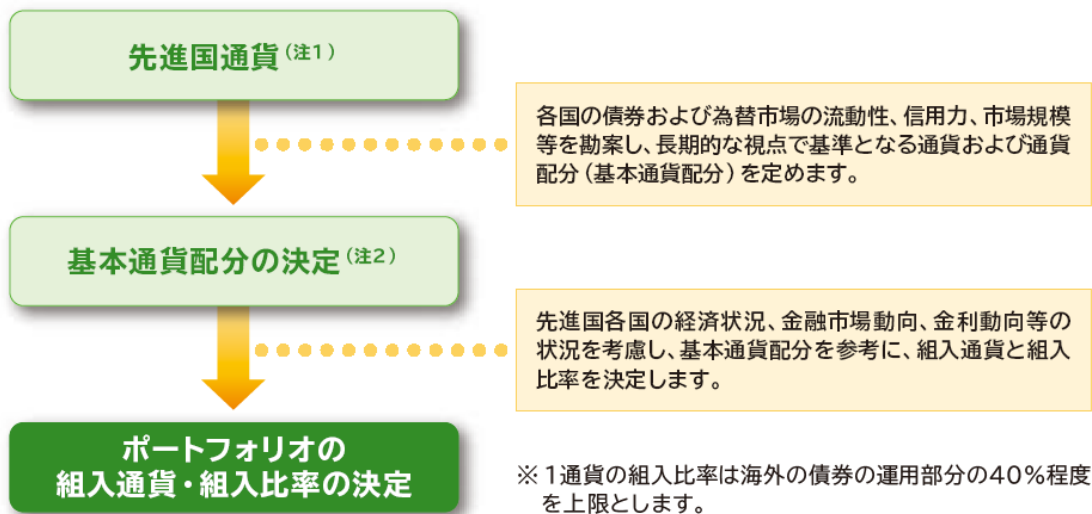 先進国通貨(注1)
各国の債券および為替市場の流動性、信用力、市場規模
等を勘案し、長期的な視点で基準となる通貨および通貨
配分(基本通貨配分)を定めます。
基本通貨配分の決定(注2)
先進国各国の経済状況、金融市場動向、金利動向等の
状況を考慮し、基本通貨配分を参考に、組入通貨と組入
比率を決定します。
ポートフォリオの
組入通貨・組入比率の決定
※1通貨の組入比率は海外の債券の運用部分の40%程度
を上限とします。